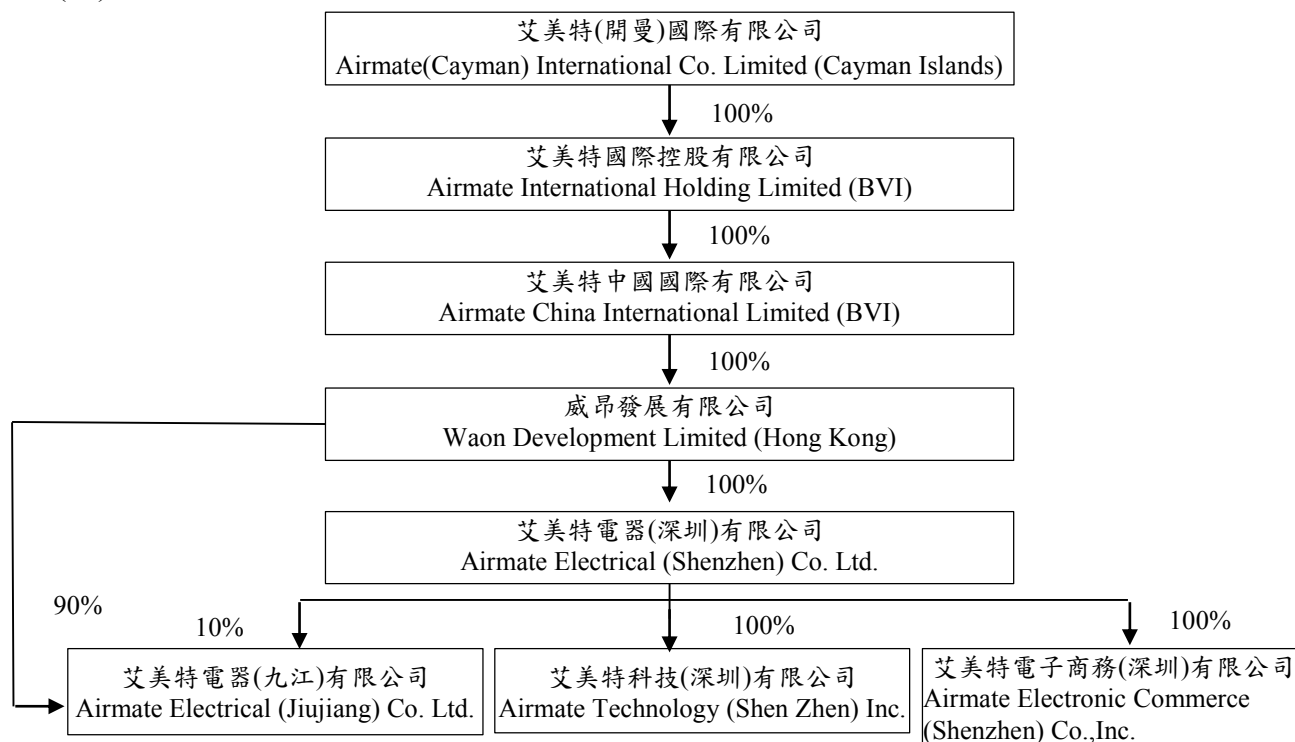 艾美特(開曼)國際有限公司
Airmate(Cayman) International Co. Limited (Cayman Islands)
100%
艾美特國際控股有限公司
Airmate International Holding Limited (BVI)
100%
艾美特中國國際有限公司
Airmate China International Limited (BVI)
100%
威昂發展有限公司
Waon Development Limited (Hong Kong)
100%
艾美特電器(深圳)有限公司
Airmate Electrical (Shenzhen) Co. Ltd.
90%
10%
100%
100%
艾美特電器(九江)有限公司
Airmate Electrical (Jiujiang) Co. Ltd.
艾美特科技(深圳)有限公司
Airmate Technology (Shen Zhen) Inc.
艾美特電子商務(深圳)有限公司
Airmate Electronic Commerce
(Shenzhen) Co.,Inc.